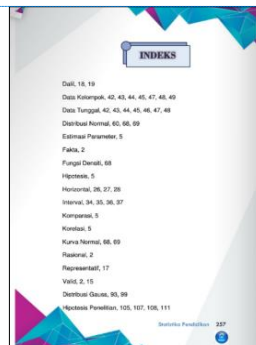 INDEKS
Dalil, 18, 19
Data Kelompok, 42, 43, 44, 45, 47, 48, 49
Data Tunggal, 42, 43, 44, 45, 46, 47, 48
Distribusi Normal, 60, 68, 69
Estimasi Parameter, 5
Fakta, 2
Fungsi Densiti, 68
Hipotesis, 5
Horizontal, 26, 27, 28
Interval, 34, 35, 36, 37
Komparasi, 5
Korelasi, 5
Kurva Normal, 68, 69
Rasional, 2
Representatif, 17
Valid, 2, 15
Distribusi Gauss, 93, 99
Hipotesis Penelitian, 105, 107, 108, 111
Statistika Pendidikan 257